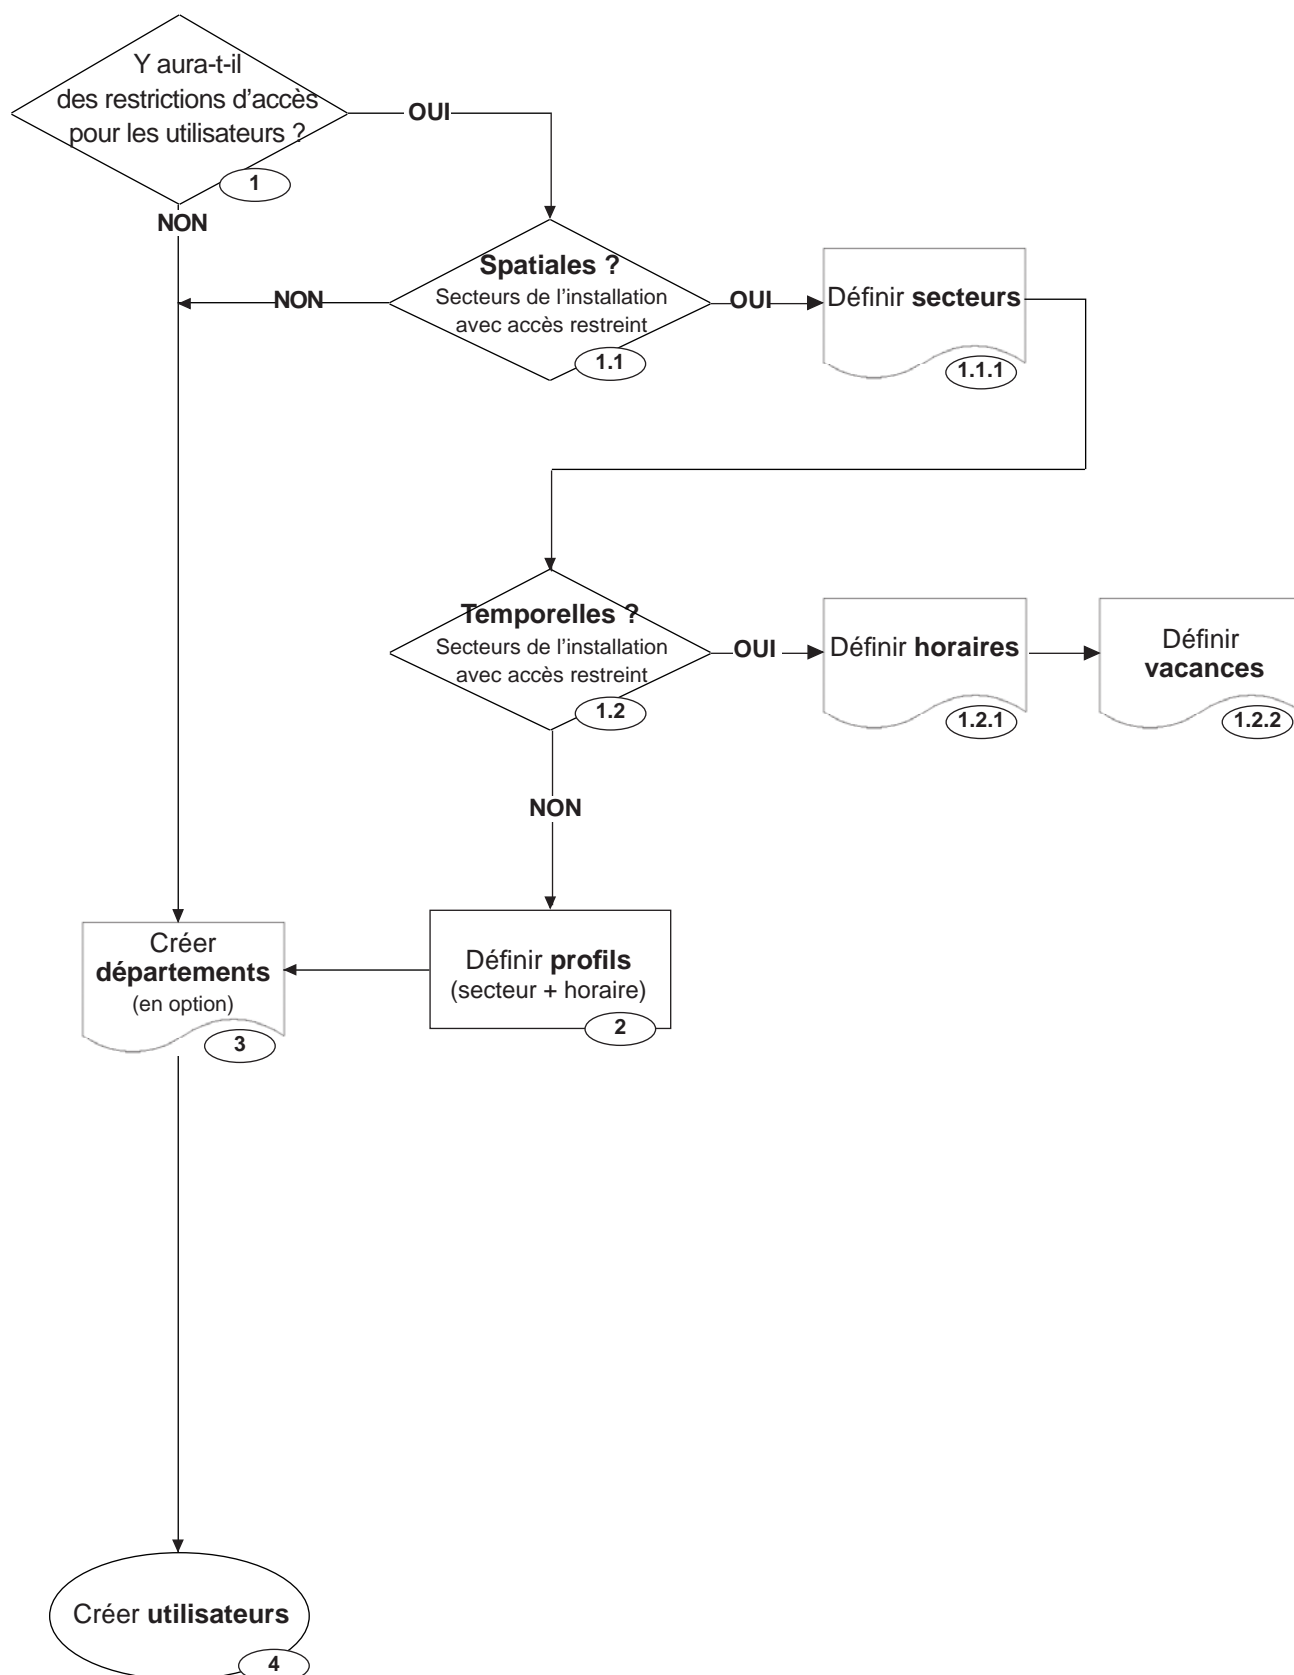 Y aura-t-il
des restrictions d’accès
pour les utilisateurs ?
1
OUI
NON
Spatiales ?
Secteurs de l’installation
avec accès restreint
1.1
NON
OUI
Définir secteurs
1.1.1
Temporelles ?
Secteurs de l’installation
avec accès restreint
1.2
OUI
Définir horaires
1.2.1
Définir
vacances
1.2.2
NON
Définir profils
(secteur + horaire)
2
Créer
départements
(en option)
3
Créer utilisateurs
4